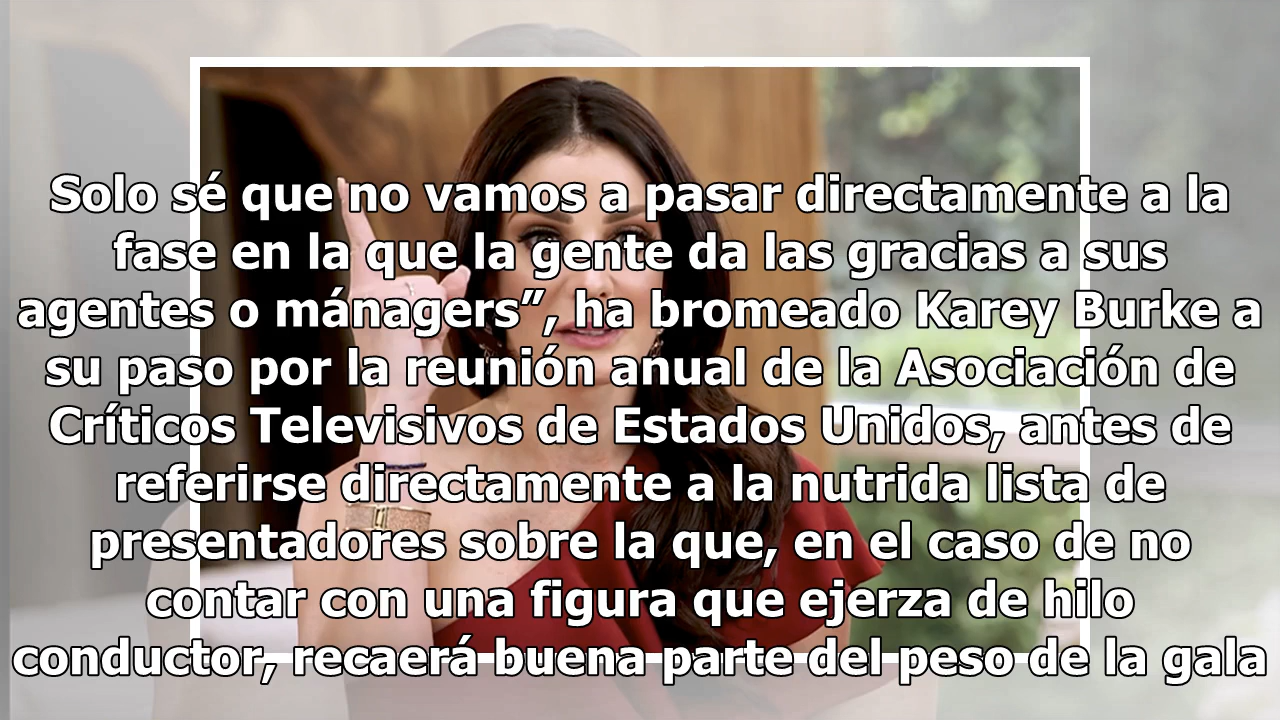 Solo sé que no vamos a pasar directamente a la
fase en la que la gente da las gracias a sus
agentes o mánagers”, ha bromeado Karey Burke a
su paso por la reunión anual de la Asociación de
Críticos Televisivos de Estados Unidos, antes de
referirse directamente a la nutrida lista de
presentadores sobre la que, en el caso de no
contar con una figura que ejerza de hilo
conductor, recaerá buena parte del peso de la gala